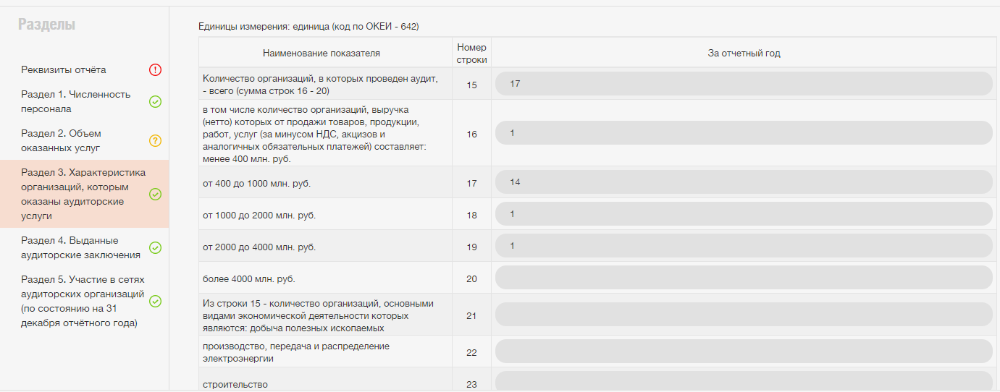 Разделы
Реквизиты отчёта
Раздел 1. Численность
персонала
Раздел 2. Объем
оказанных услуг
Раздел 3. Характеристика
организаций, которым
оказаны аудиторские
услуги
Раздел 4. Выданные
аудиторские заключения
Раздел 5. Участие в сетях
аудиторских организаций
(по состоянию на 31
декабря отчётного года)
Единицы измерения: единица (код по ОКЕИ - 642)
Наименование показателя
Номер
строки
За отчетный год
Количество организаций, в которых проведен аудит,
- всего (сумма строк 16 - 20)
15
17
в том числе количество организаций, выручка
(нетто) которых от продажи товаров, продукции,
работ, услуг (за минусом НДС, акцизов и
аналогичных обязательных платежей) составляет:
менее 400 млн. руб.
16
1
от 400 до 1000 млн. руб.
17
14
от 1000 до 2000 млн. руб.
18
1
от 2000 до 4000 млн. руб.
19
1
более 4000 млн. руб.
20
Из строки 15 - количество организаций, основными
видами экономической деятельности которых
являются: добыча полезных ископаемых
21
производство, передача и распределение
электроэнергии
22
строительство
23